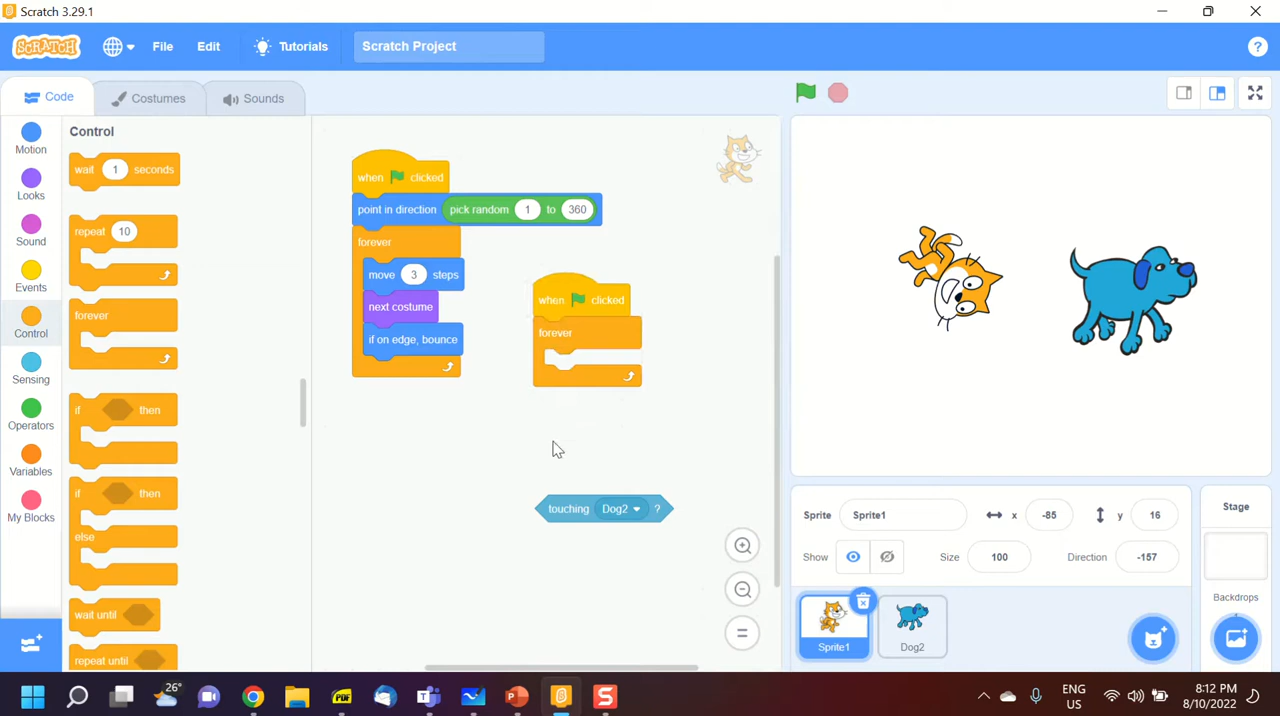 Scratch 3.29.1
SCRATCH File Edit Tutorials Scratch Project ?
Code Costumes Sounds
Motion
Looks
Sound
Events
Control
Sensing
Operators
Variables
My Blocks
Control
wait 1 seconds
repeat 10
forever
if then
if then
else
wait until
repeat until
when clicked
point in direction pick random 1 to 360
forever
move 3 steps
next costume
if on edge, bounce
when clicked
forever
touching Dog2 ?
Sprite Sprite1 x -85 y 16
Show Size 100 Direction -157
Sprite1
Dog2
Stage
Backdrops
26°
PDF
ENG
US
8:12 PM
8/10/2022